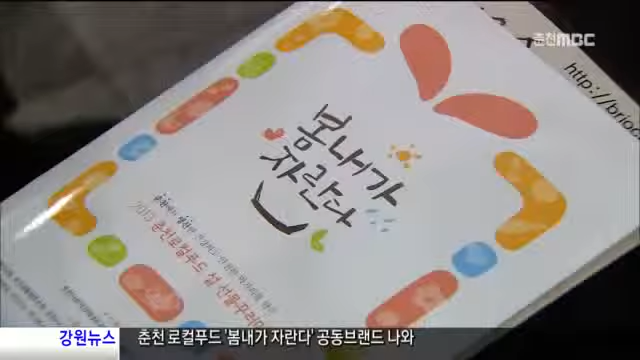 춘천MBC
http://brioc
봄내가
자란다
2013 춘천로컬푸드 설 선물꾸러미
강원뉴스
춘천 로컬푸드 '봄내가 자란다' 공동브랜드 나와